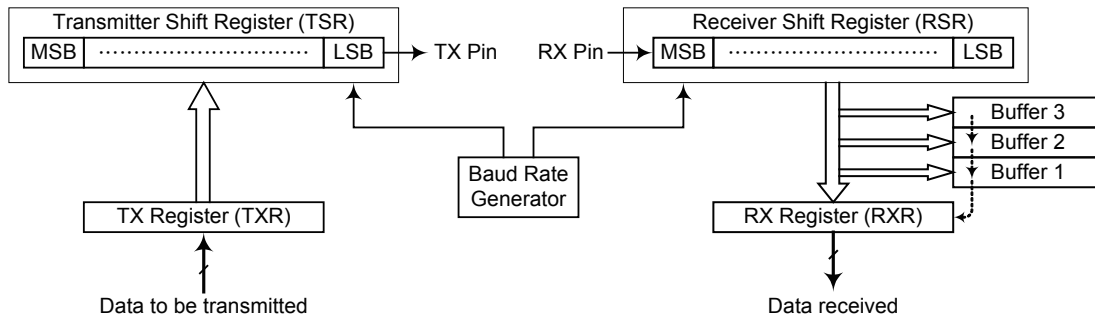 Transmitter Shift Register (TSR)
MSB
LSB
TX Pin
Receiver Shift Register (RSR)
RX Pin
MSB
LSB
Buffer 3
Buffer 2
Buffer 1
Baud Rate
Generator
TX Register (TXR)
RX Register (RXR)
Data to be transmitted
Data received